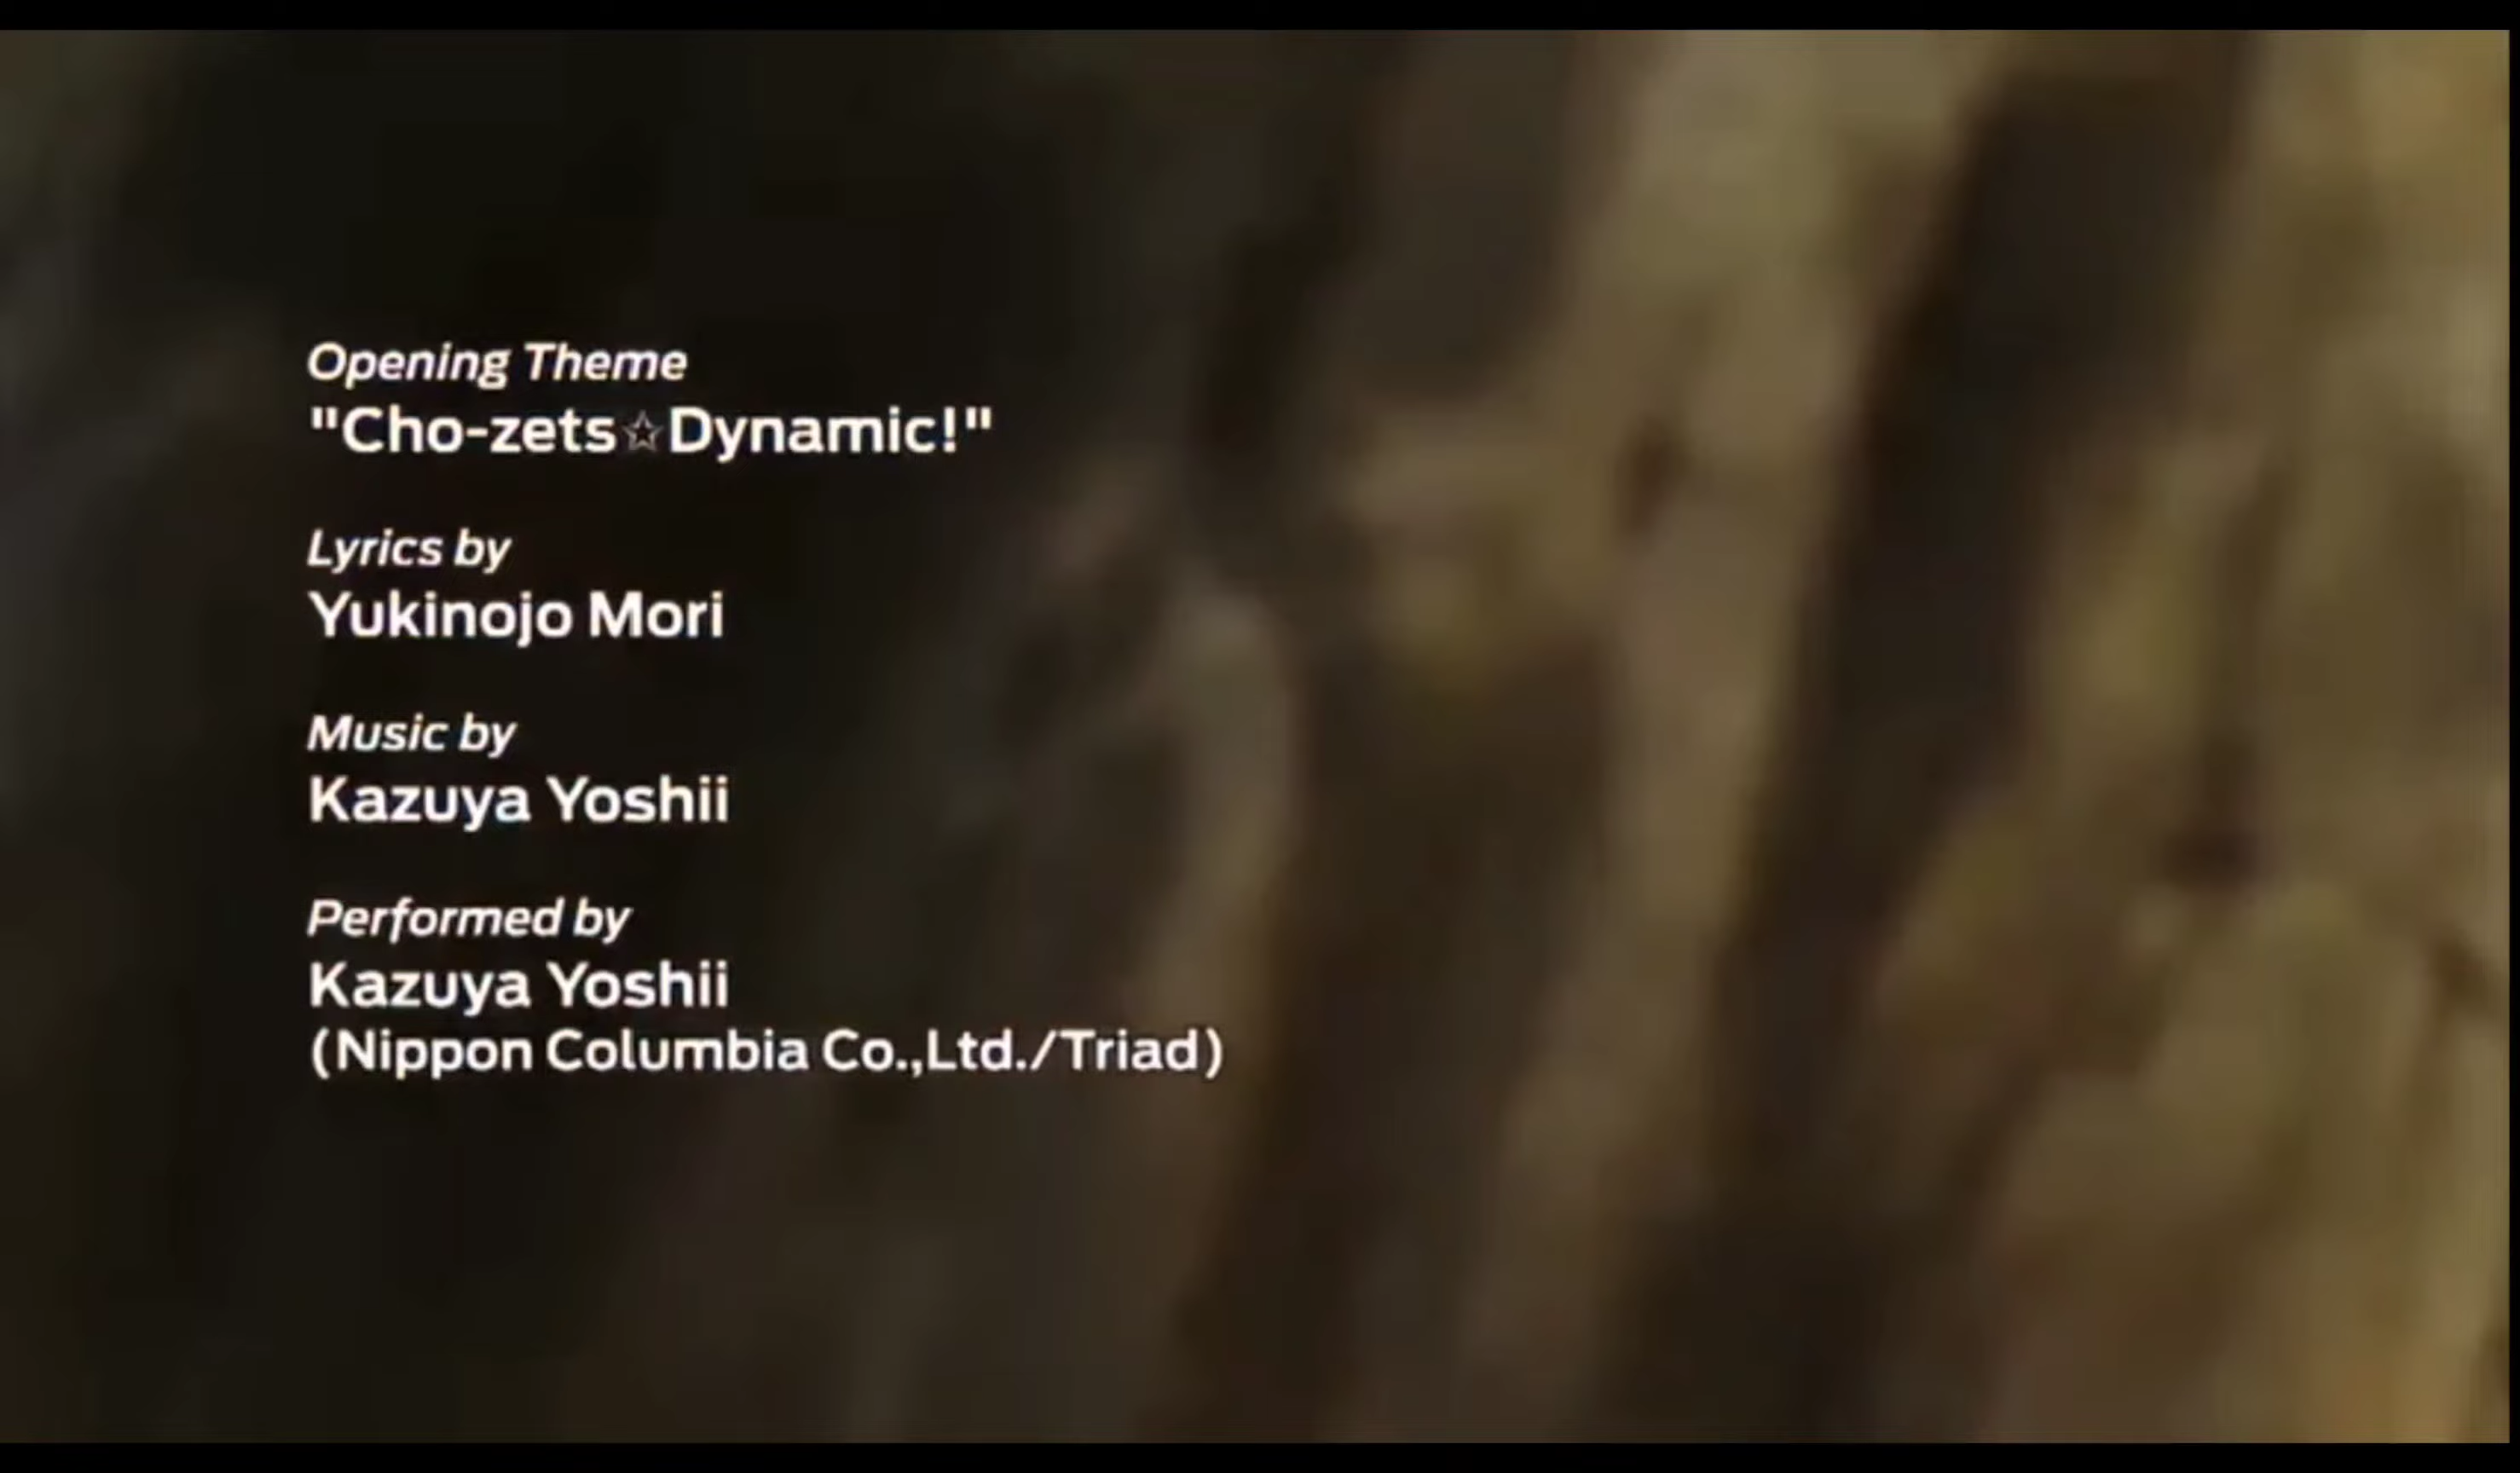 Opening Theme
"Cho-zets☆Dynamic!"
Lyrics by
Yukinojo Mori
Music by
Kazuya Yoshii
Performed by
Kazuya Yoshii
(Nippon Columbia Co.,Ltd./Triad)